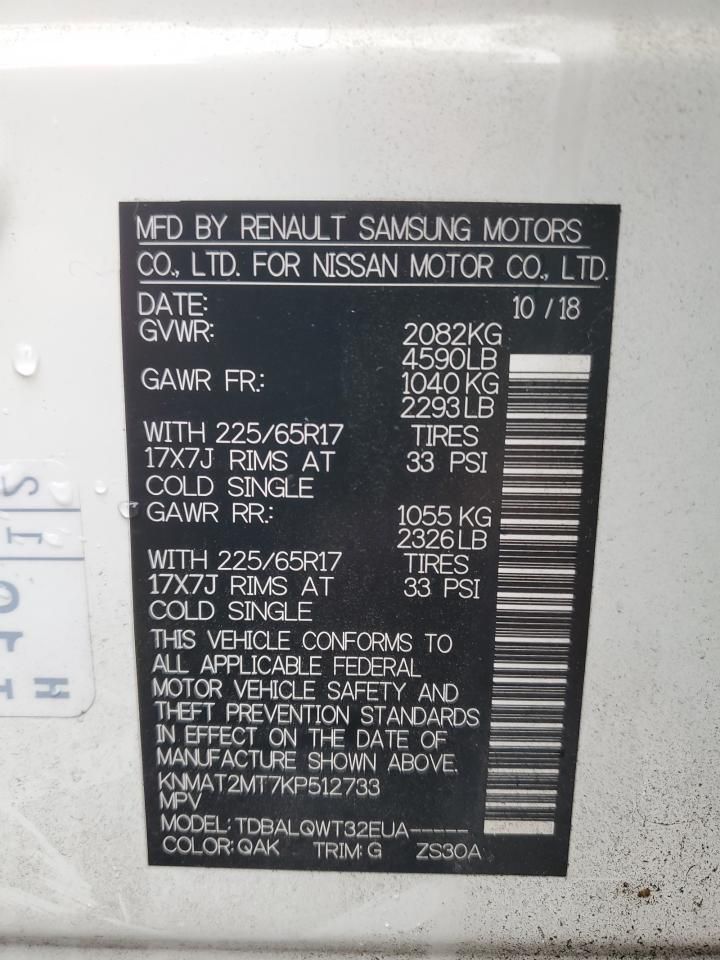 MFD BY RENAULT SAMSUNG MOTORS
CO., LTD. FOR NISSAN MOTOR CO., LTD.
DATE: 10 / 18
GVWR: 2082KG
4590LB
GAWR FR.: 1040 KG
2293 LB
WITH 225/65R17 TIRES
17X7J RIMS AT 33 PSI
COLD SINGLE
GAWR RR.: 1055 KG
2326 LB
WITH 225/65R17 TIRES
17X7J RIMS AT 33 PSI
COLD SINGLE
THIS VEHICLE CONFORMS TO
ALL APPLICABLE FEDERAL
MOTOR VEHICLE SAFETY AND
THEFT PREVENTION STANDARDS
IN EFFECT ON THE DATE OF
MANUFACTURE SHOWN ABOVE.
KNMAT2MT7KP512733
MPV
MODEL: TDBALQWT32EUA-----
COLOR: QAK TRIM: G ZS30A